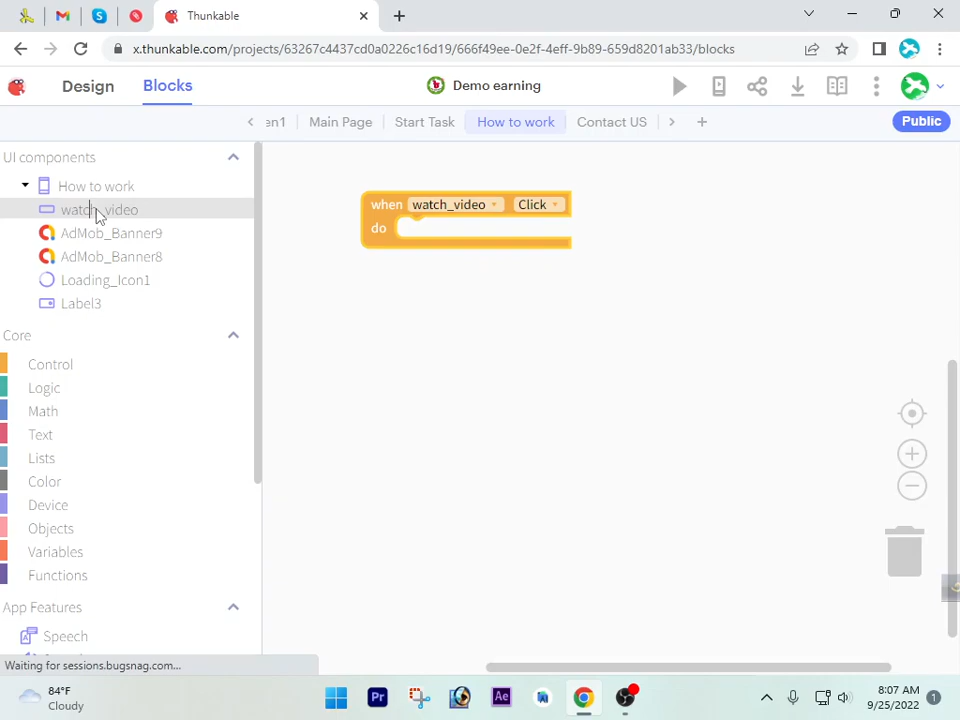 Thunkable
x.thunkable.com/projects/63267c4437cd0a0226c16d19/666f49ee-0e2f-4eff-9b89-659d8201ab33/blocks
Design
Blocks
Demo earning
en1
Main Page
Start Task
How to work
Contact US
Public
UI components
How to work
watch_video
AdMob_Banner9
AdMob_Banner8
Loading_Icon1
Label3
when watch_video Click
do
Core
Control
Logic
Math
Text
Lists
Color
Device
Objects
Variables
Functions
App Features
Speech
Waiting for sessions.bugsnag.com...
84°F
Cloudy
Pr
Ae
8:07 AM
9/25/2022
1